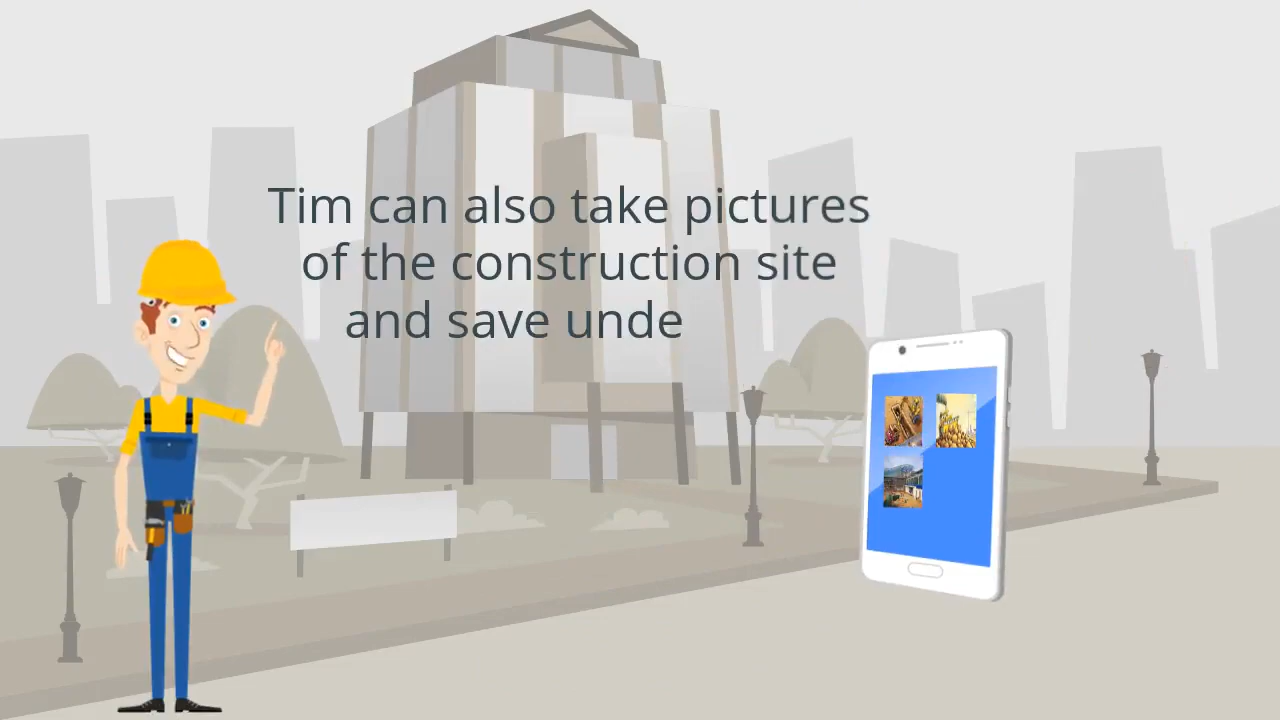 Tim can also take pictures
of the construction site
and save unde